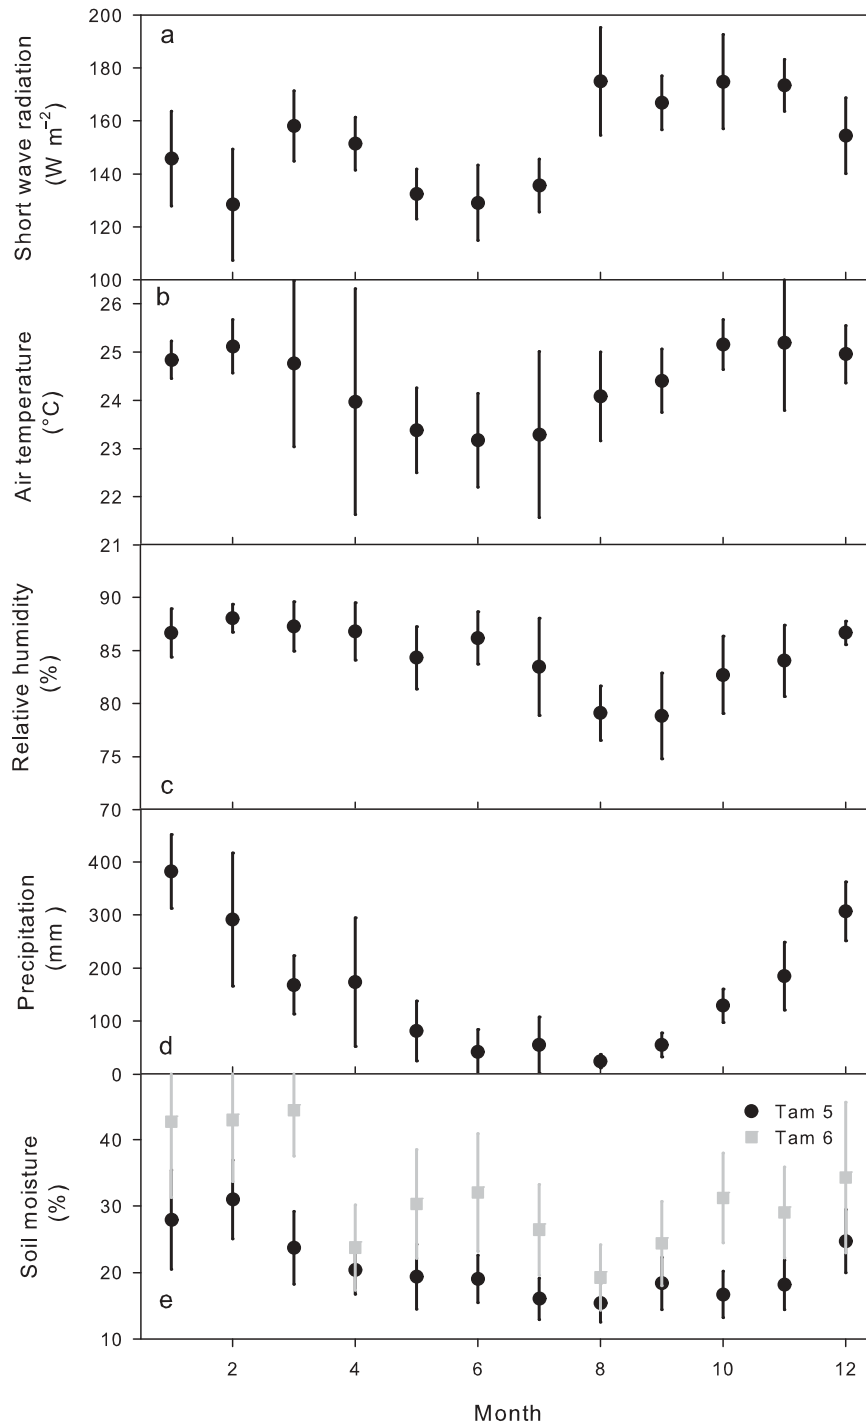 200
180
160
140
120
100
Short wave radiation
(W m−2)
a
26
25
24
23
22
21
Air temperature
(°C)
b
90
85
80
75
70
Relative humidity
(%)
c
400
300
200
100
0
Precipitation
(mm )
d
40
30
20
10
Soil moisture
(%)
e
Tam 5
Tam 6
2 4 6 8 10 12
Month